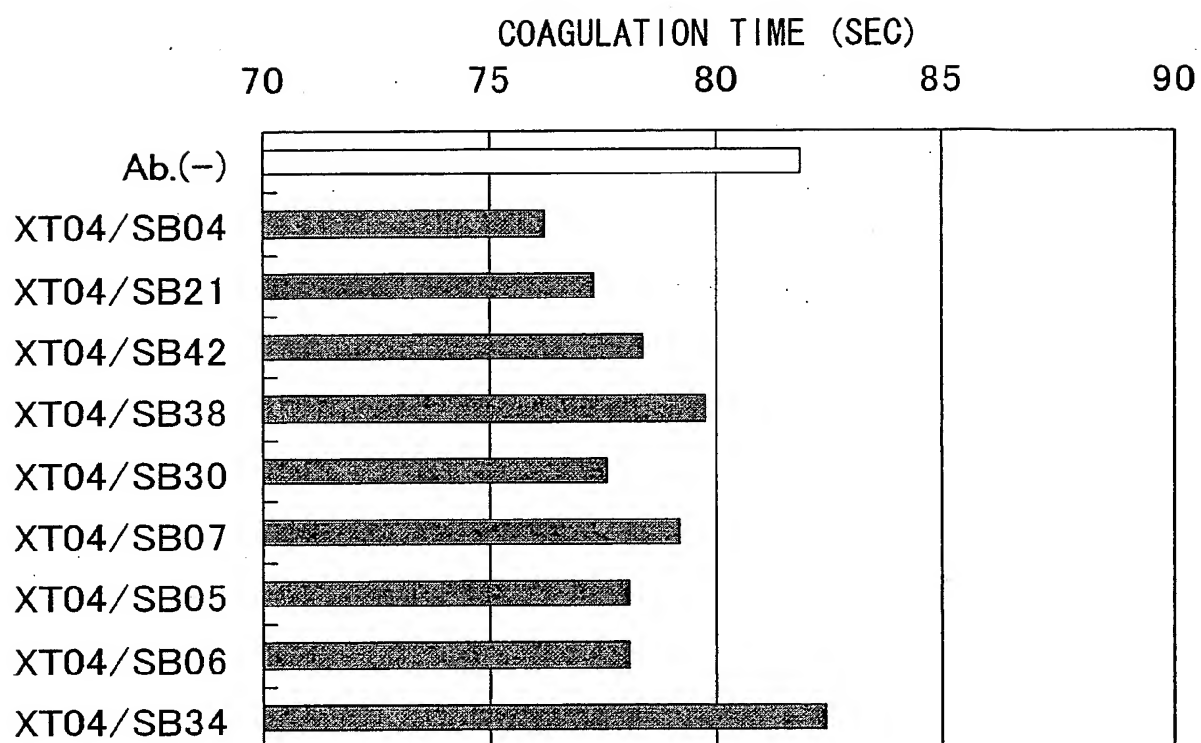 COAGULATION TIME (SEC)
70 75 80 85 90
Ab.(-)
XT04/SB04
XT04/SB21
XT04/SB42
XT04/SB38
XT04/SB30
XT04/SB07
XT04/SB05
XT04/SB06
XT04/SB34